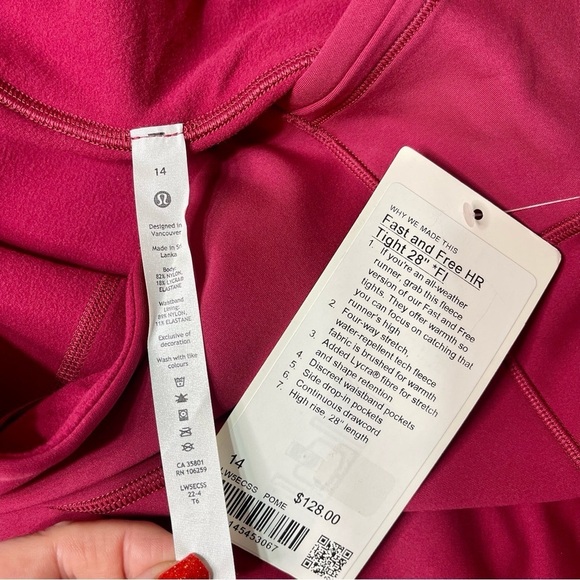 14
Designed in
Vancouver
Made in Sri
Lanka
Body:
82% NYLON,
18% LYCRA®
ELASTANE
Waistband
Lining:
89% NYLON,
11% ELASTANE
Exclusive of
decoration
Wash with like
colours
CA 35801
RN 106259
LW5ECSS
22-4
T6
WHY WE MADE THIS
Fast and Free HR
Tight 28" *Fl
If you're an all-weather
runner, grab this fleece
version of our Fast and Free
tights. They offer warmth, so
you can focus on catching that
runner's high
1. Four-way stretch,
water-repellent tech fleece
2. fabric is brushed for warmth
3. Added Lycra® fibre for stretch
and shape retention
4. Discreet waistband pockets
5. Side drop-in pockets
6. Continuous drawcord
7. High rise, 28" length
14
LW5ECSS POME
$128.00
145453067